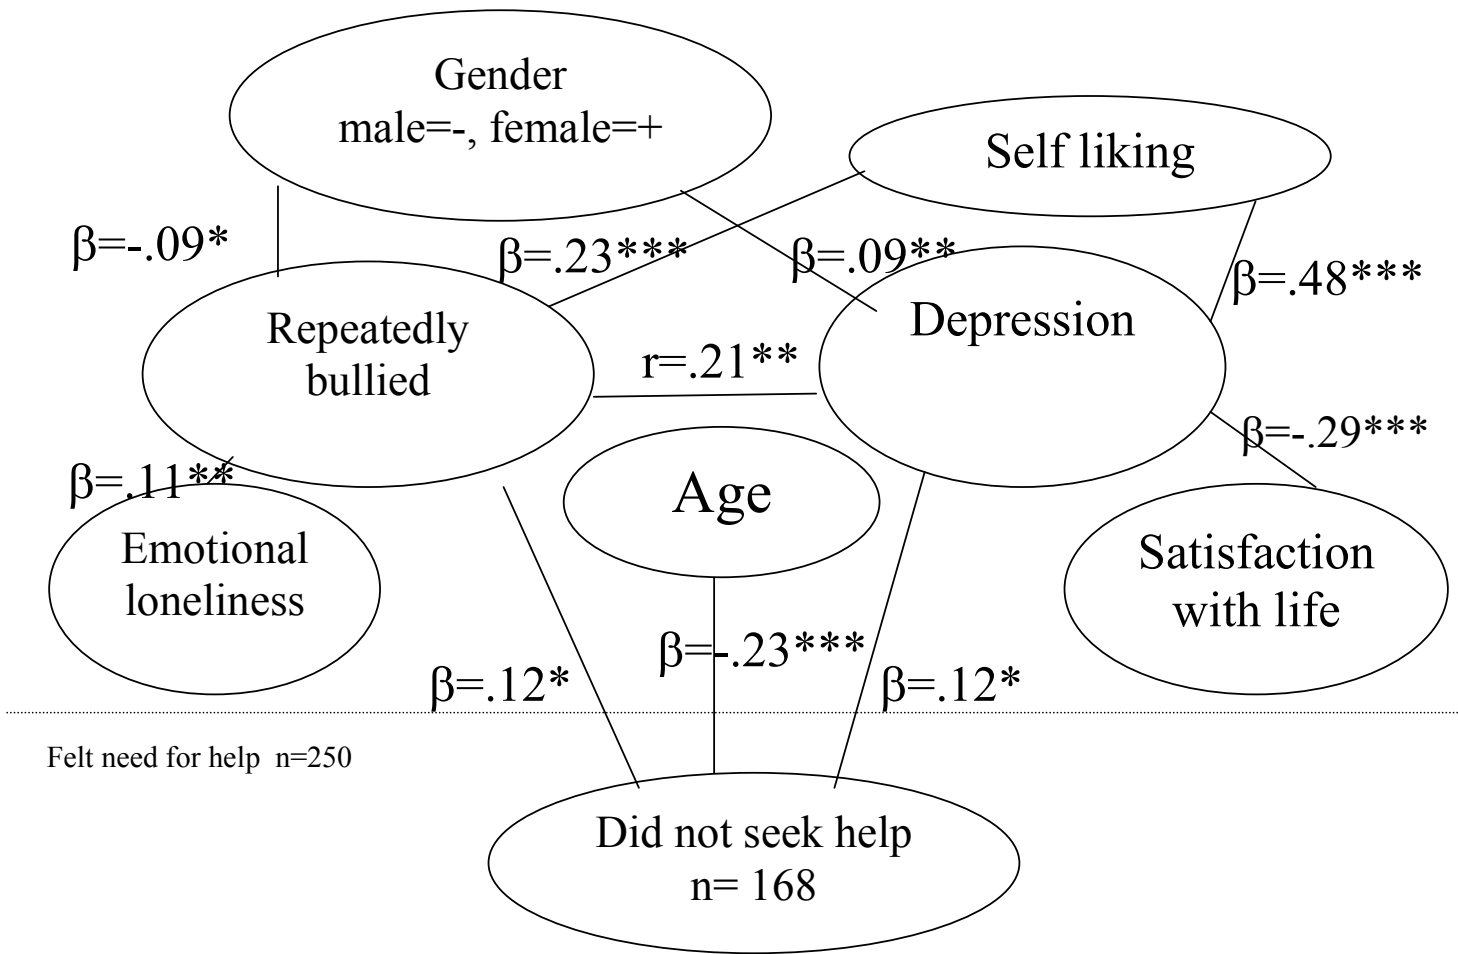 Gender
male=-, female=+
Self liking
β=-.09*
β=.23***
β=.09**
β=.48***
Repeatedly
bullied
Depression
r=.21**
β=-.29***
β=.11**
Age
Emotional
loneliness
Satisfaction
with life
β=.12*
β=-.23***
β=.12*
Felt need for help n=250
Did not seek help
n= 168